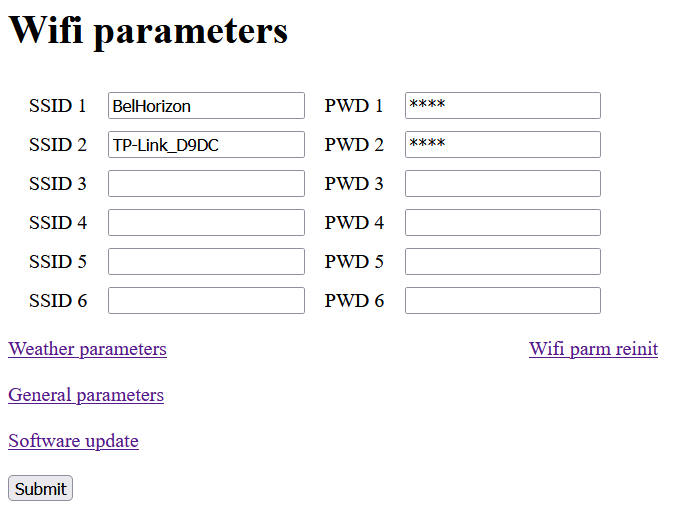 Wifi parameters
SSID 1 BelHorizon PWD 1 ****
SSID 2 TP-Link_D9DC PWD 2 ****
SSID 3 PWD 3
SSID 4 PWD 4
SSID 5 PWD 5
SSID 6 PWD 6
Weather parameters Wifi parm reinit
General parameters
Software update
Submit